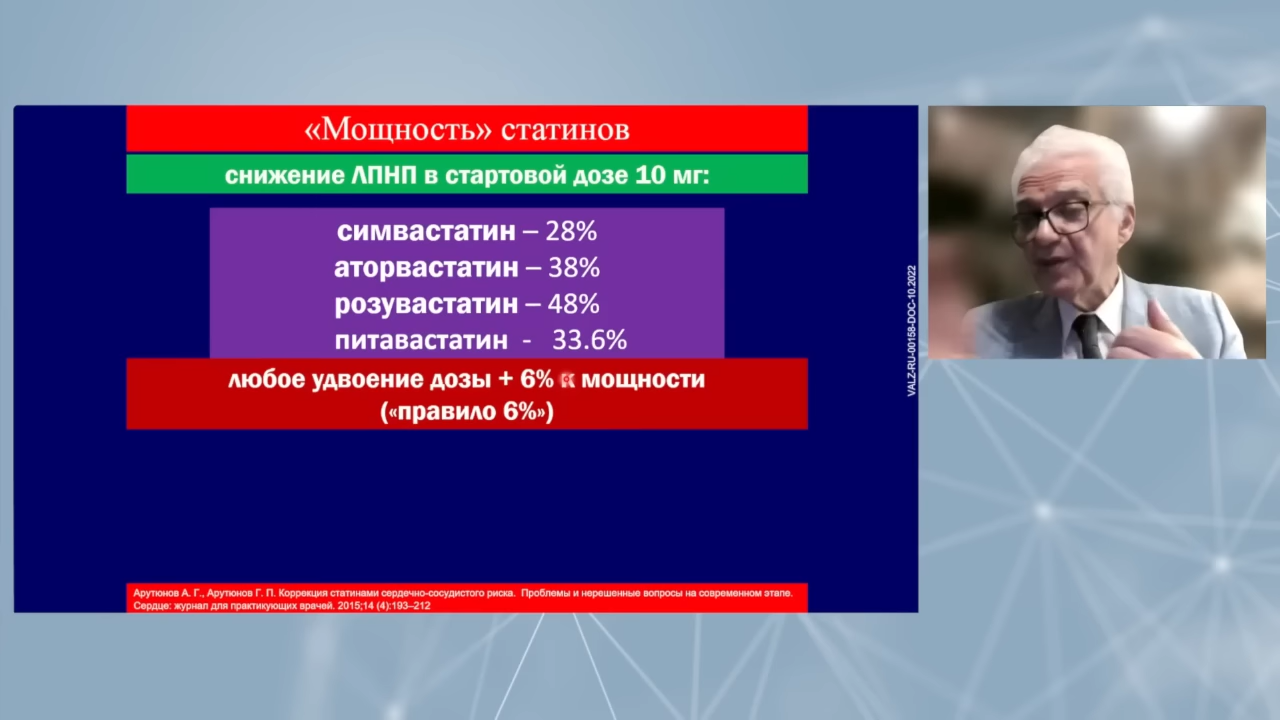 «Мощность» статинов
снижение ЛПНП в стартовой дозе 10 мг:
симвастатин – 28%
аторвастатин – 38%
розувастатин – 48%
питавастатин - 33.6%
любое удвоение дозы + 6% к мощности
(«правило 6%»)
VALZ-RU-00158-DOC-10.2022
Арутюнов А. Г., Арутюнов Г. П. Коррекция статинами сердечно-сосудистого риска. Проблемы и нерешенные вопросы на современном этапе.
Сердце: журнал для практикующих врачей. 2015;14 (4):193–212